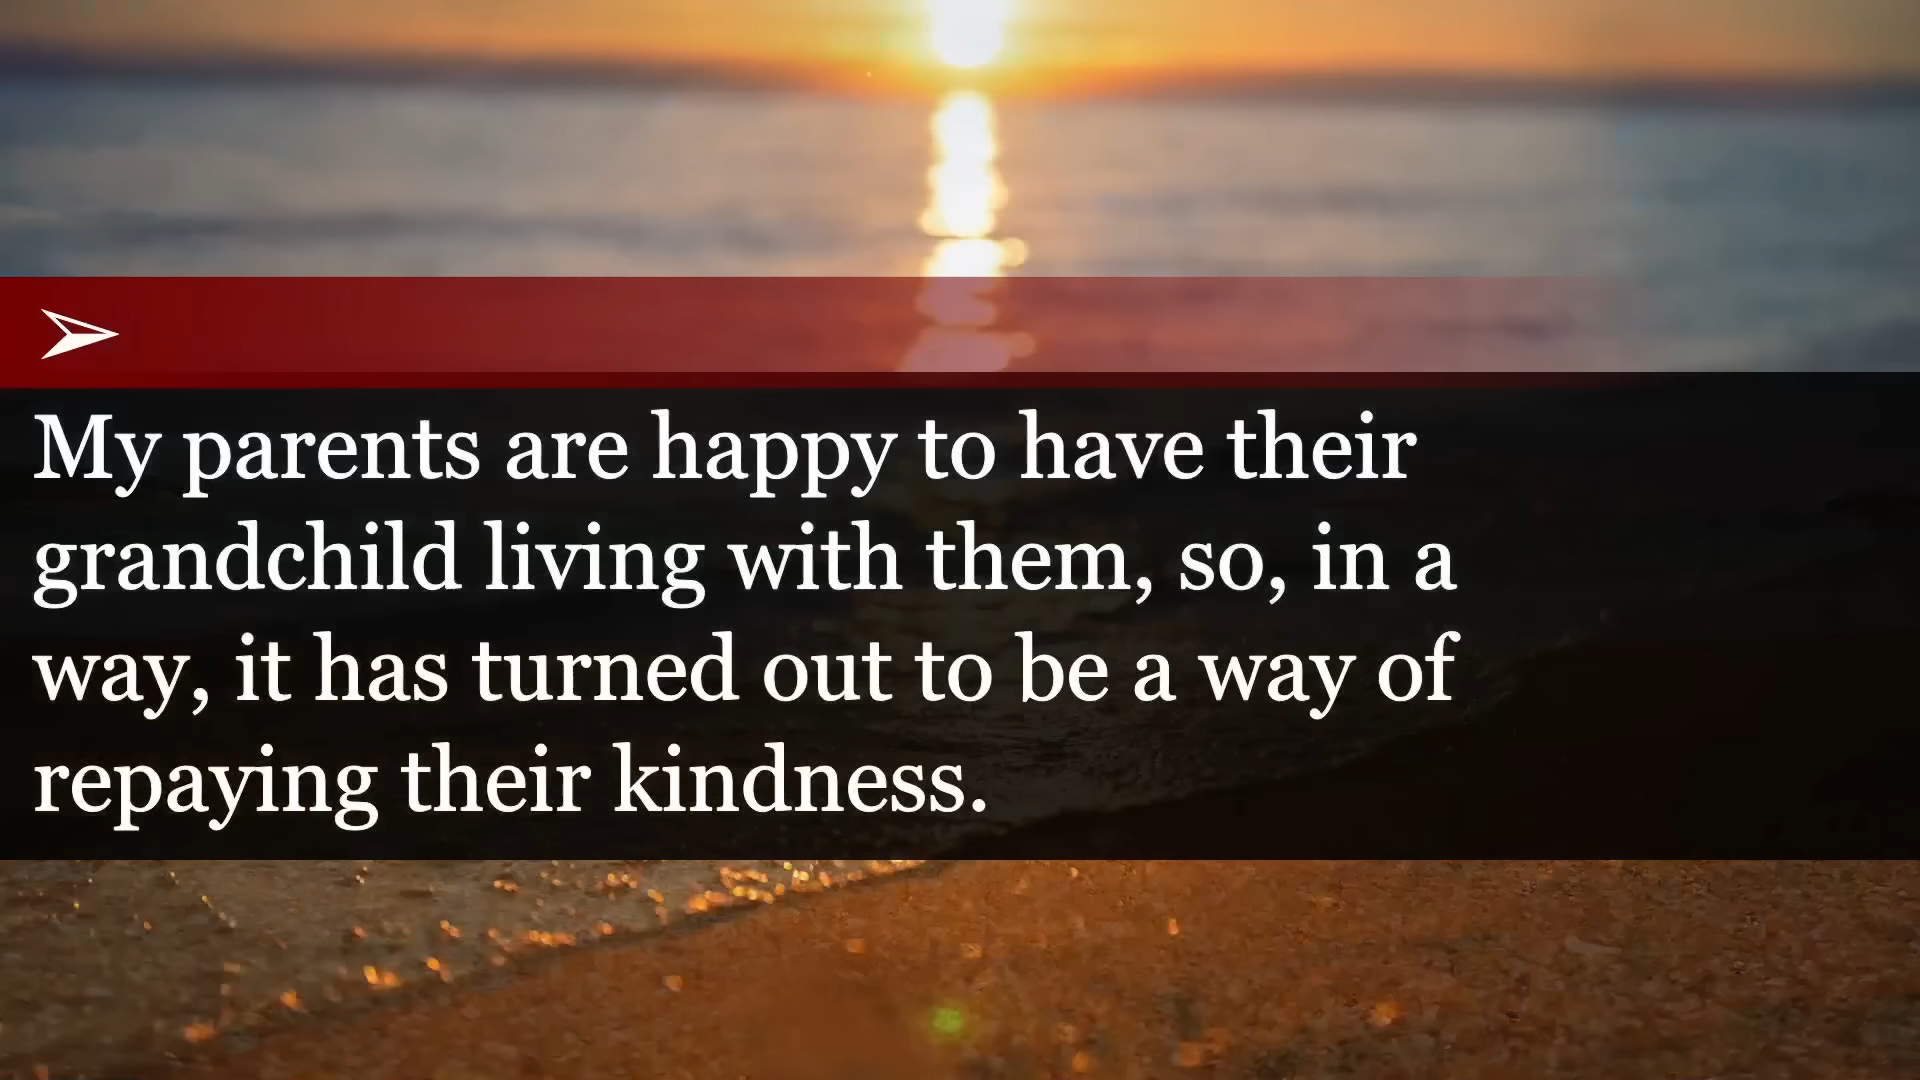 My parents are happy to have their
grandchild living with them, so, in a
way, it has turned out to be a way of
repaying their kindness.